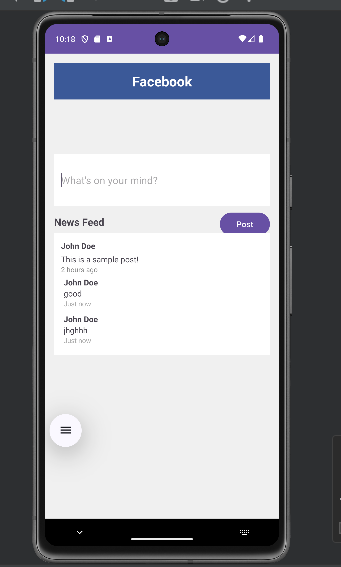 10:18
Facebook
What's on your mind?
News Feed
Post
John Doe
This is a sample post!
2 hours ago
John Doe
good
Just now
John Doe
jhghhh
Just now